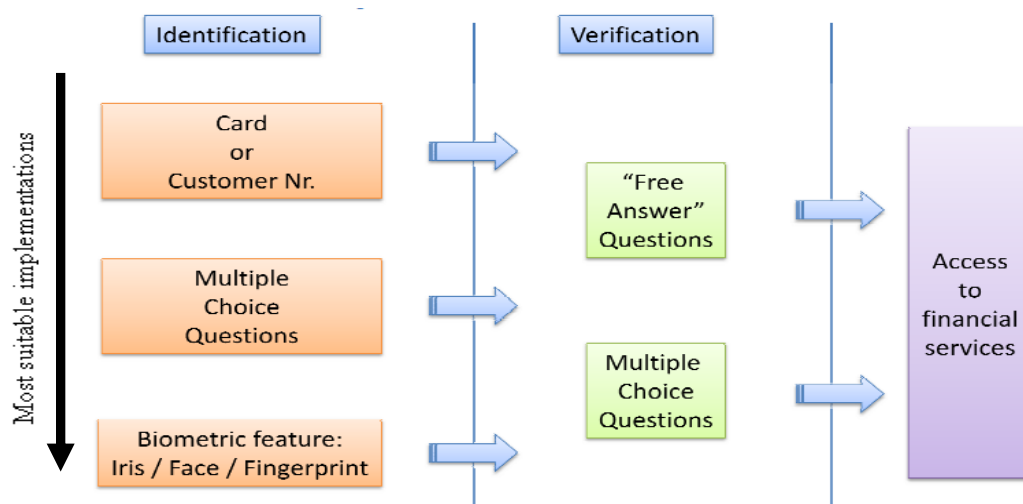 Identification
Verification
Most suitable implementations
Card
or
Customer Nr.
Multiple
Choice
Questions
Biometric feature:
Iris / Face / Fingerprint
“Free
Answer”
Questions
Multiple
Choice
Questions
Access
to
financial
services